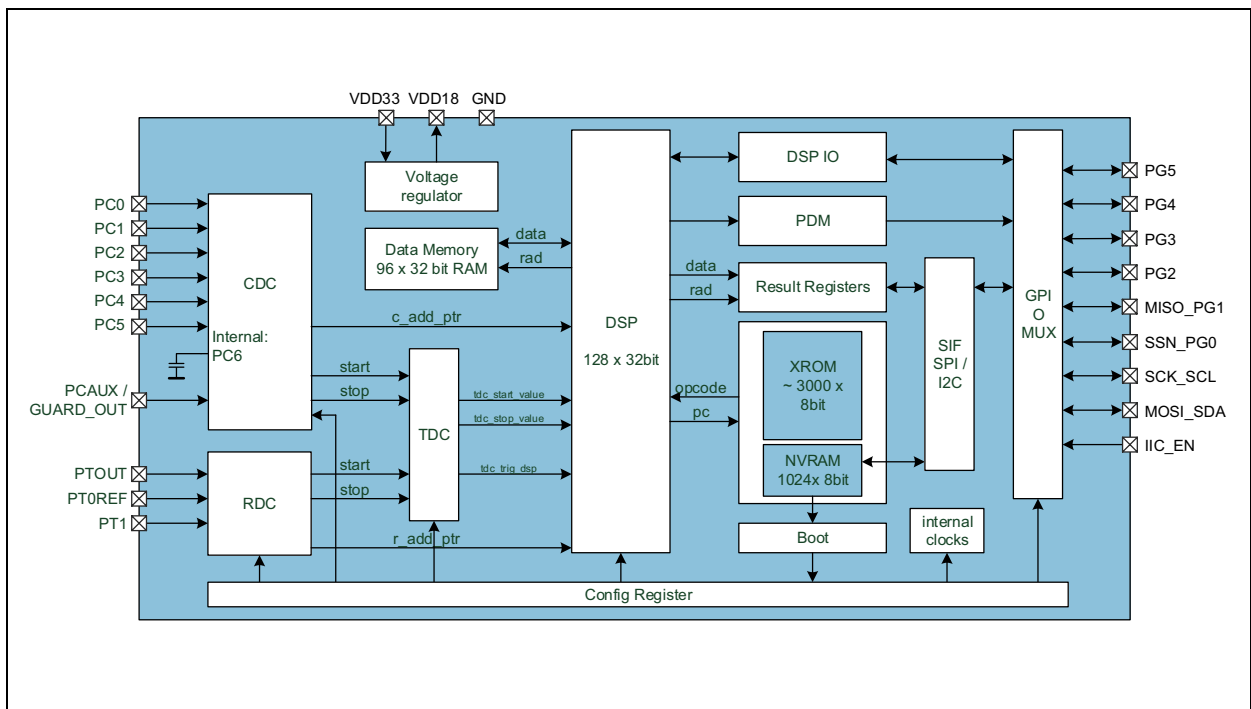 VDD33
VDD18
GND
PC0
PC1
PC2
PC3
PC4
PC5
PCAUX /
GUARD_OUT
PTOUT
PT0REF
PT1
CDC
Internal:
PC6
RDC
Voltage
regulator
Data Memory
96 x 32 bit RAM
data
rad
c_add_ptr
start
stop
start
stop
r_add_ptr
TDC
tdc_start_value
tdc_stop_value
tdc_trig_dsp
DSP
128 x 32bit
data
rad
opcode
pc
DSP IO
PDM
Result Registers
XROM
~ 3000 x
8bit
NVRAM
1024x 8bit
Boot
SIF
SPI /
I2C
internal
clocks
GPI
O
MUX
Config Register
PG5
PG4
PG3
PG2
MISO_PG1
SSN_PG0
SCK_SCL
MOSI_SDA
IIC_EN